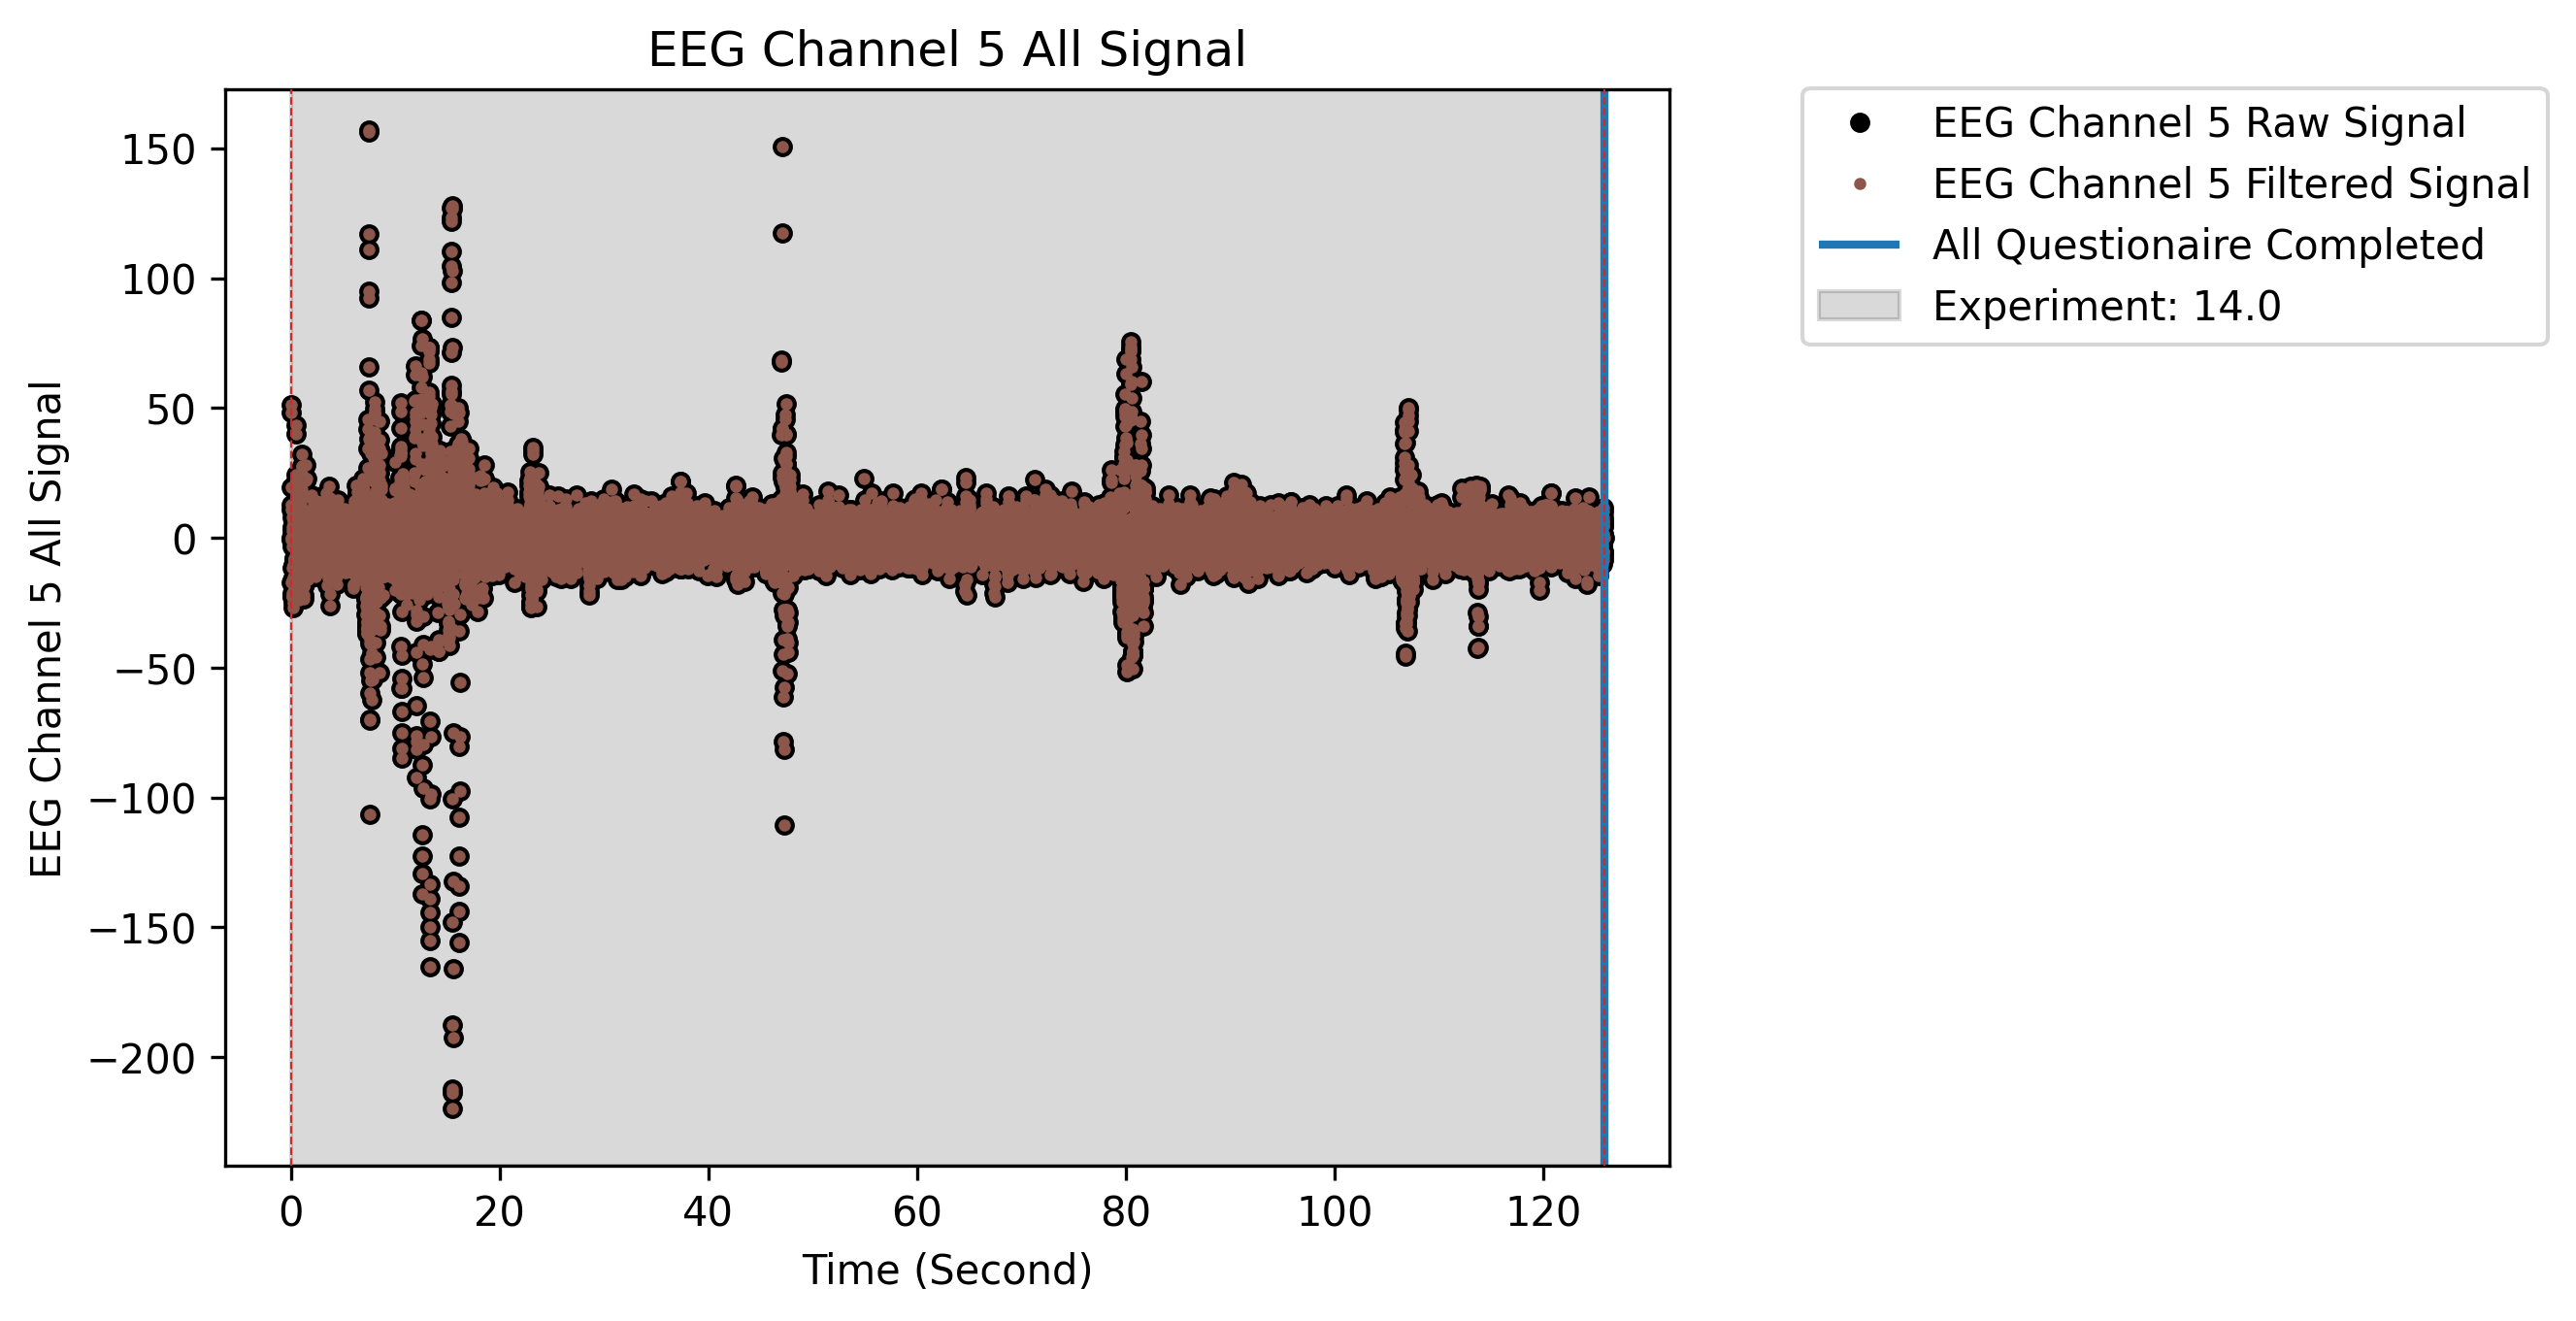 EEG Channel 5 All Signal
EEG Channel 5 All Signal
150
100
50
0
−50
−100
−150
−200
0 20 40 60 80 100 120
Time (Second)
EEG Channel 5 Raw Signal
EEG Channel 5 Filtered Signal
All Questionaire Completed
Experiment: 14.0